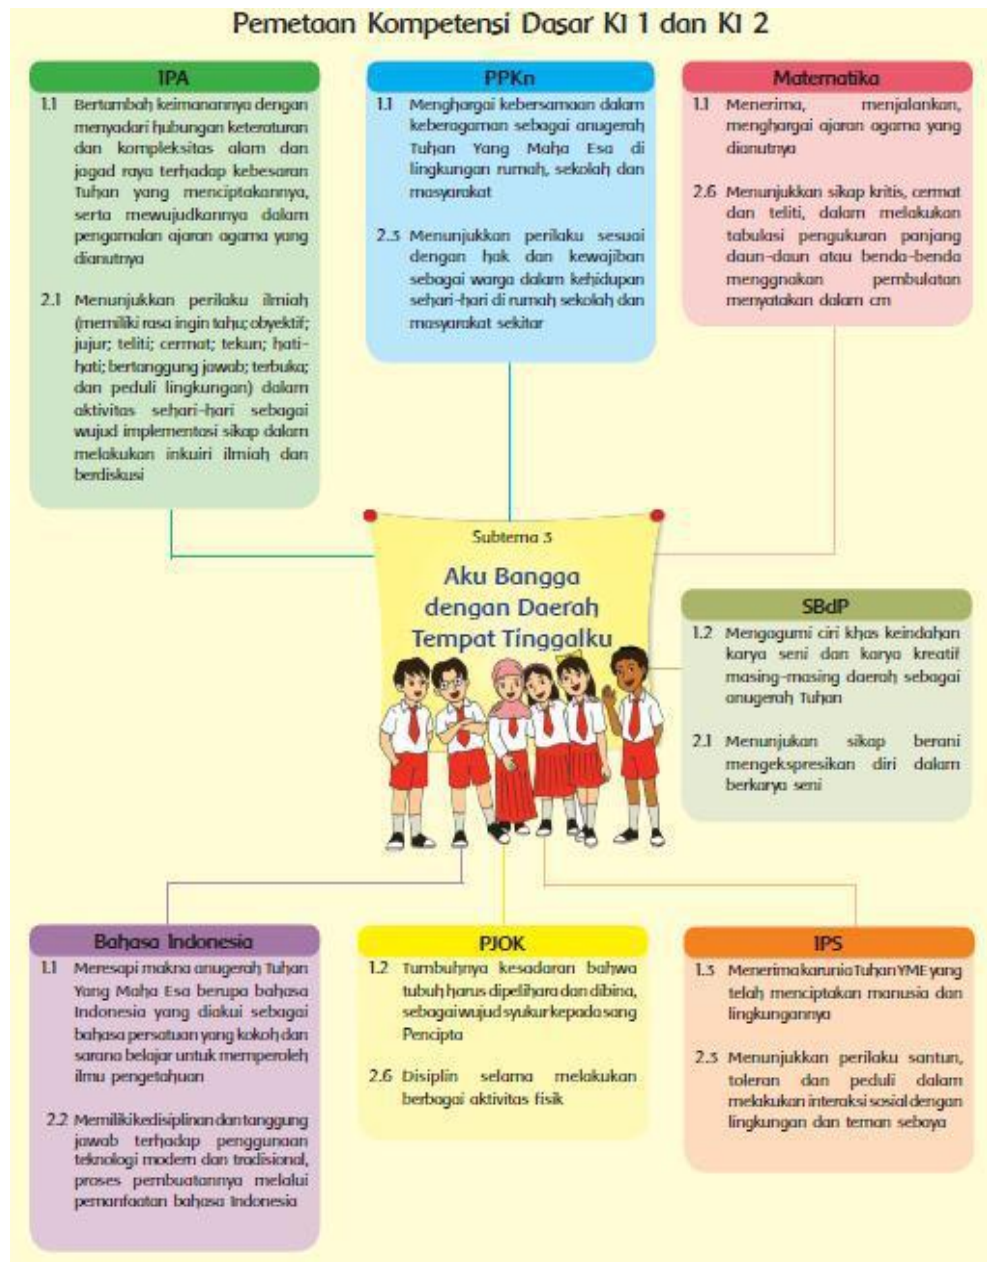 Pemetaan Kompetensi Dasar KI 1 dan KI 2
IPA
1.1 Bertambah keimanannya dengan
menyadari hubungan keteraturan
dan kompleksitas alam dan
jagad raya terhadap kebesaran
Tuhan yang menciptakannya,
serta mewujudkannya dalam
pengamalan ajaran agama yang
dianutnya
2.1 Menunjukkan perilaku ilmiah
(memiliki rasa ingin tahu; obyektif;
jujur; teliti; cermat; tekun; hati-
hati; bertanggung jawab; terbuka;
dan peduli lingkungan) dalam
aktivitas sehari-hari sebagai
wujud implementasi sikap dalam
melakukan inkuiri ilmiah dan
berdiskusi
PPKn
1.1 Menghargai kebersamaan dalam
keberagaman sebagai anugerah
Tuhan Yang Maha Esa di
lingkungan rumah, sekolah dan
masyarakat
2.3 Menunjukkan perilaku sesuai
dengan hak dan kewajiban
sebagai warga dalam kehidupan
sehari-hari di rumah sekolah dan
masyarakat sekitar
Matematika
1.1 Menerima, menjalankan,
menghargai ajaran agama yang
dianutnya
2.6 Menunjukkan sikap kritis, cermat
dan teliti, dalam melakukan
tabulasi pengukuran panjang
daun-daun atau benda-benda
menggnakan pembulatan
menyatakan dalam cm
Subtema 3
Aku Bangga
dengan Daerah
Tempat Tinggalku
SBdP
1.2 Mengagumi ciri khas keindahan
karya seni dan karya kreatif
masing-masing daerah sebagai
anugerah Tuhan
2.1 Menunjukan sikap berani
mengekspresikan diri dalam
berkarya seni
Bahasa Indonesia
1.1 Meresapi makna anugerah Tuhan
Yang Maha Esa berupa bahasa
Indonesia yang diakui sebagai
bahasa persatuan yang kokoh dan
sarana belajar untuk memperoleh
ilmu pengetahuan
2.2 Memiliki kedisiplinan dan tanggung
jawab terhadap penggunaan
teknologi modern dan tradisional,
proses pembuatannya melalui
pemanfaatan bahasa Indonesia
PJOK
1.2 Tumbuhnya kesadaran bahwa
tubuh harus dipelihara dan dibina,
sebagai wujud syukur kepada sang
Pencipta
2.6 Disiplin selama melakukan
berbagai aktivitas fisik
IPS
1.3 Menerima karunia Tuhan YME yang
telah menciptakan manusia dan
lingkungannya
2.3 Menunjukkan perilaku santun,
toleran dan peduli dalam
melakukan interaksi sosial dengan
lingkungan dan teman sebaya